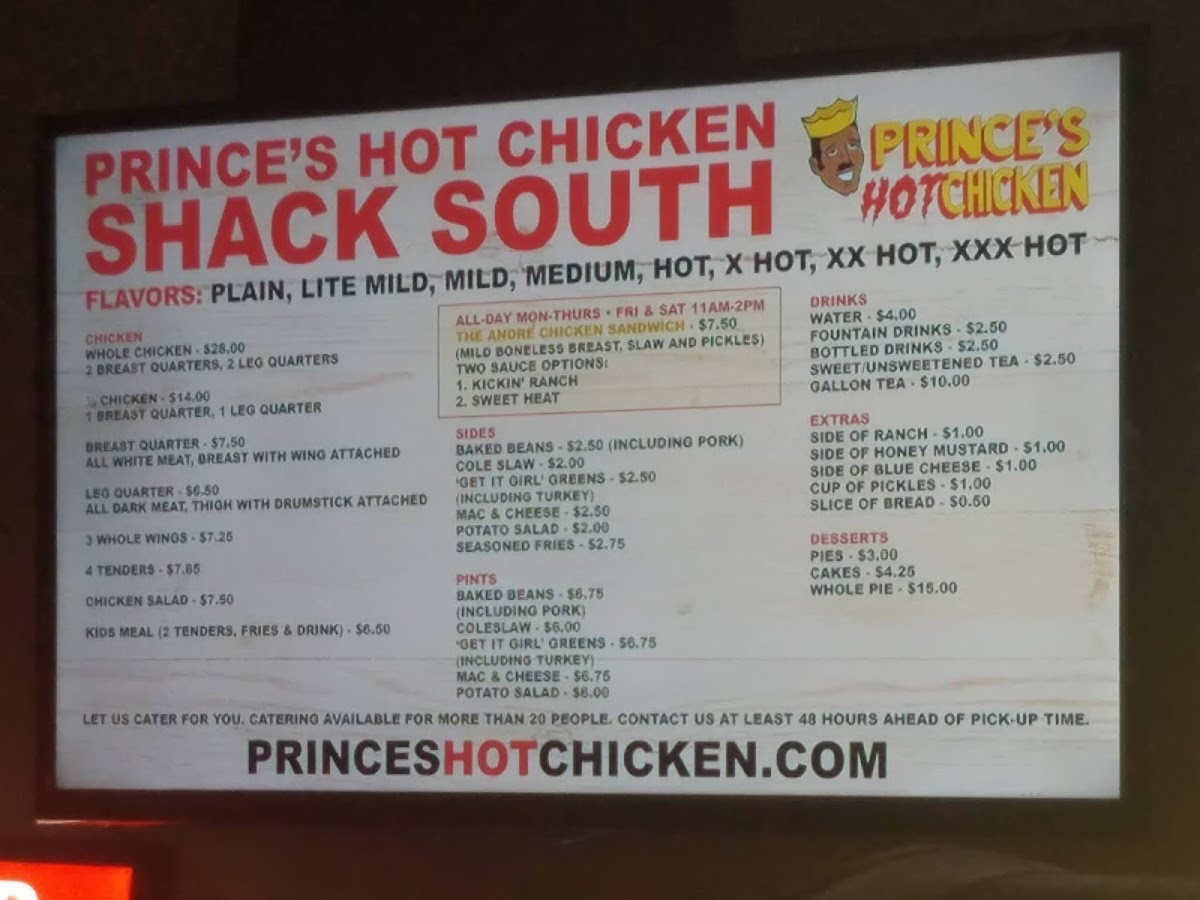 PRINCE'S HOT CHICKEN
SHACK SOUTH
PRINCE'S
HOTCHICKEN
FLAVORS: PLAIN, LITE MILD, MILD, MEDIUM, HOT, X HOT, XX HOT, XXX HOT
CHICKEN
WHOLE CHICKEN - $28.00
2 BREAST QUARTERS, 2 LEG QUARTERS
½ CHICKEN - $14.00
1 BREAST QUARTER, 1 LEG QUARTER
BREAST QUARTER - $7.50
ALL WHITE MEAT, BREAST WITH WING ATTACHED
LEG QUARTER - $6.50
ALL DARK MEAT, THIGH WITH DRUMSTICK ATTACHED
3 WHOLE WINGS - $7.25
4 TENDERS - $7.85
CHICKEN SALAD - $7.50
KIDS MEAL (2 TENDERS, FRIES & DRINK) - $6.50
ALL-DAY MON-THURS • FRI & SAT 11AM-2PM
THE ANDRE CHICKEN SANDWICH - $7.50
(MILD BONELESS BREAST, SLAW AND PICKLES)
TWO SAUCE OPTIONS:
1. KICKIN' RANCH
2. SWEET HEAT
SIDES
BAKED BEANS - $2.50 (INCLUDING PORK)
COLE SLAW - $2.00
'GET IT GIRL' GREENS - $2.50
(INCLUDING TURKEY)
MAC & CHEESE - $2.50
POTATO SALAD - $2.00
SEASONED FRIES - $2.75
PINTS
BAKED BEANS - $6.75
(INCLUDING PORK)
COLESLAW - $6.00
'GET IT GIRL' GREENS - $6.75
(INCLUDING TURKEY)
MAC & CHEESE - $6.75
POTATO SALAD - $6.00
DRINKS
WATER - $4.00
FOUNTAIN DRINKS - $2.50
BOTTLED DRINKS - $2.50
SWEET/UNSWEETENED TEA - $2.50
GALLON TEA - $10.00
EXTRAS
SIDE OF RANCH - $1.00
SIDE OF HONEY MUSTARD - $1.00
SIDE OF BLUE CHEESE - $1.00
CUP OF PICKLES - $1.00
SLICE OF BREAD - $0.50
DESSERTS
PIES - $3.00
CAKES - $4.25
WHOLE PIE - $15.00
LET US CATER FOR YOU. CATERING AVAILABLE FOR MORE THAN 20 PEOPLE. CONTACT US AT LEAST 48 HOURS AHEAD OF PICK-UP TIME.
PRINCESHOTCHICKEN.COM